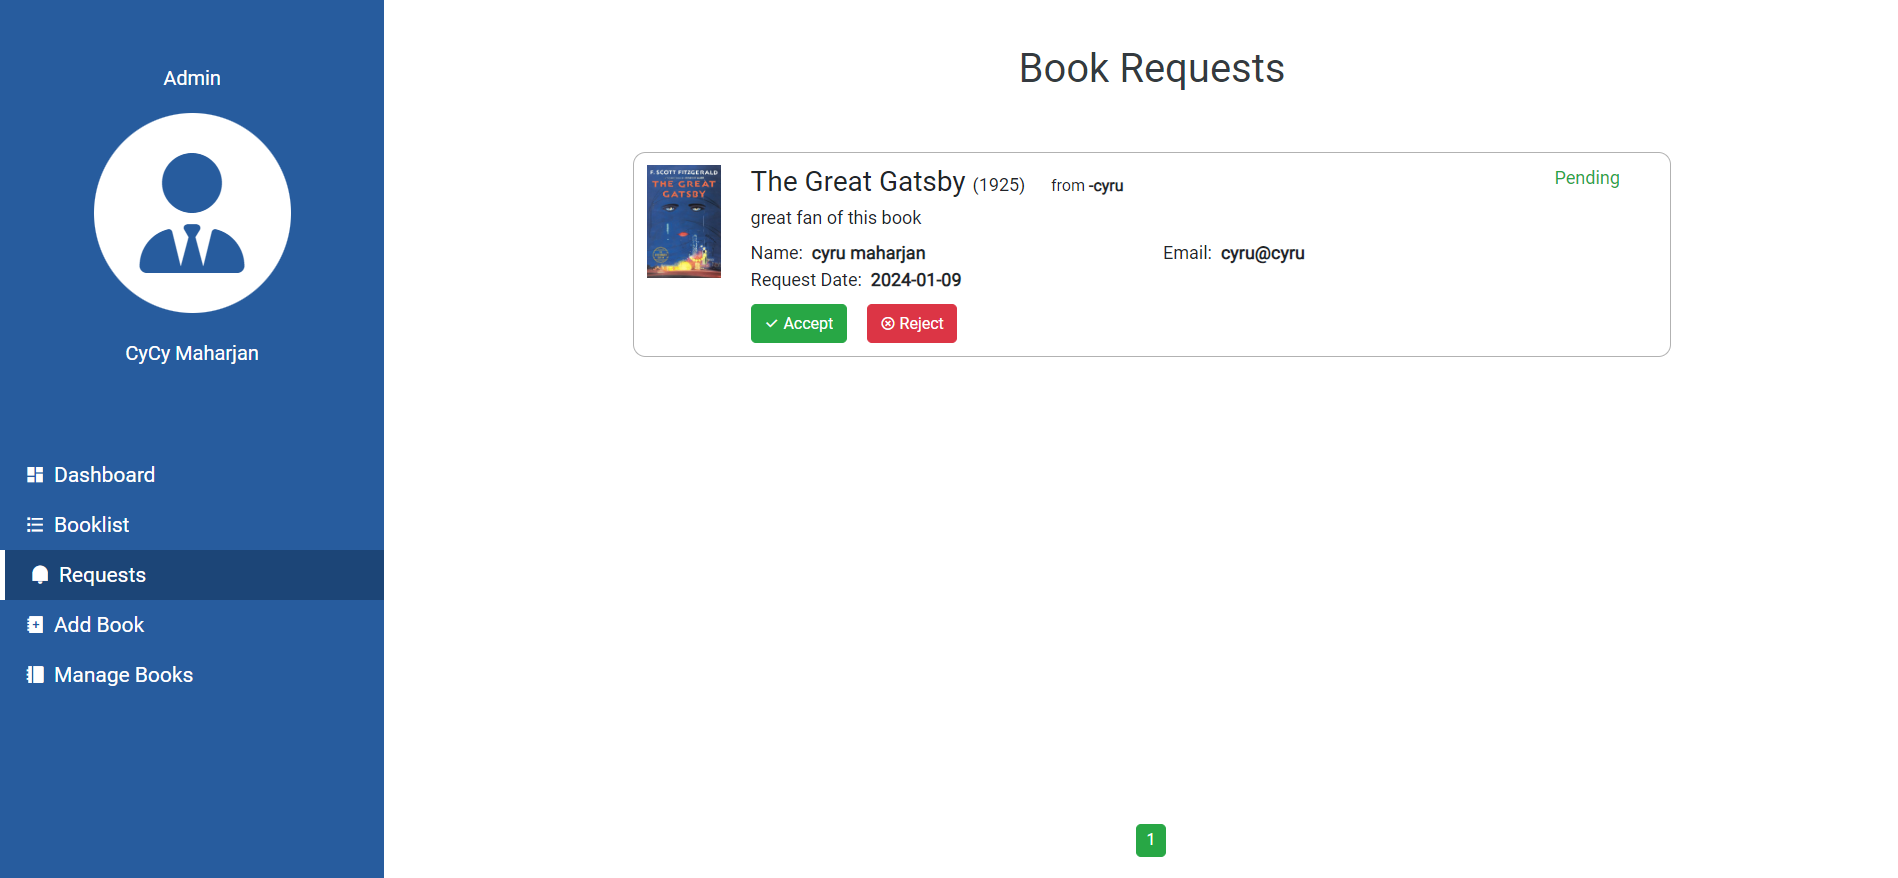 Admin
CyCy Maharjan
Dashboard
Booklist
Requests
Add Book
Manage Books
Book Requests
F. SCOTT FITZGERALD
THE GREAT
GATSBY
The Great Gatsby (1925) from -cyru
Pending
great fan of this book
Name: cyru maharjan Email: cyru@cyru
Request Date: 2024-01-09
Accept Reject
1